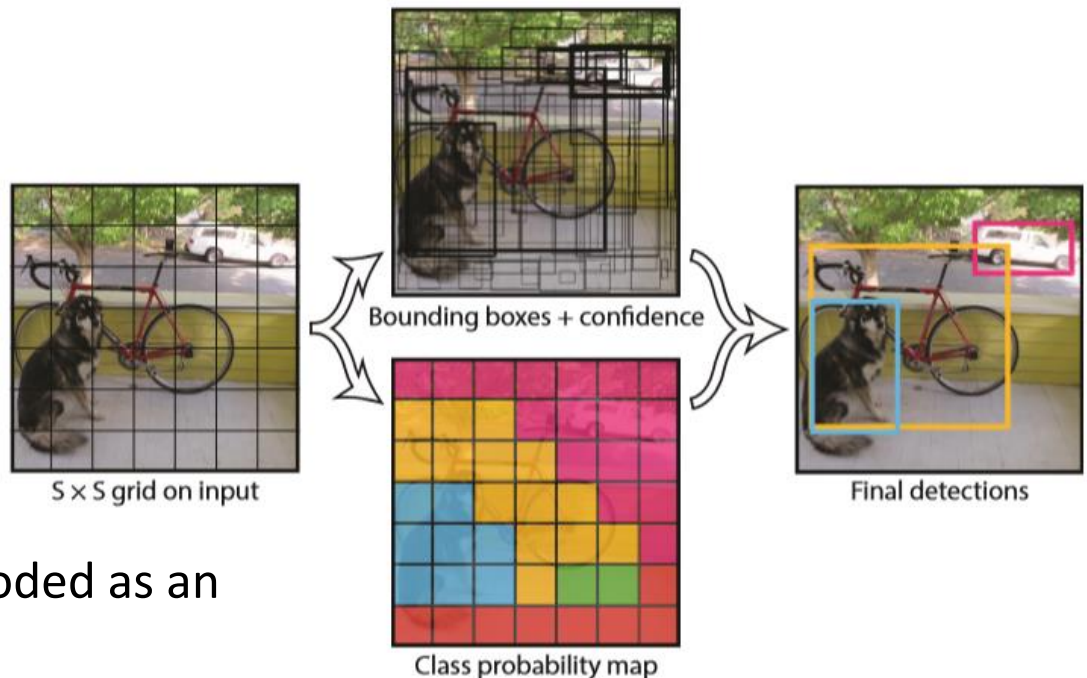 Bounding boxes + confidence
S × S grid on input
Final detections
oded as an
Class probability map